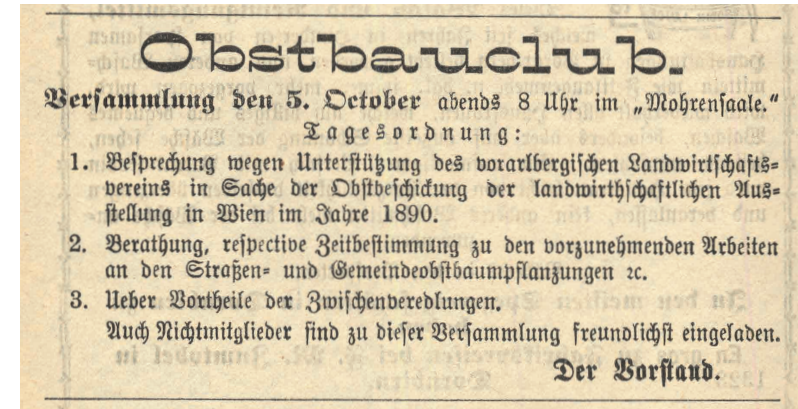 Obstbauclub.
Versammlung den 5. October abends 8 Uhr im „Mohrensaale."
Tagesordnung:
1. Besprechung wegen Unterstützung des vorarlbergischen Landwirtschafts-
vereins in Sache der Obstbeschickung der landwirthschaftlichen Aus-
stellung in Wien im Jahre 1890.
2. Berathung, respective Zeitbestimmung zu den vorzunehmenden Arbeiten
an den Straßen- und Gemeindeobstbaumpflanzungen ꝛc.
3. Ueber Vortheile der Zwischenveredlungen.
Auch Nichtmitglieder sind zu dieser Versammlung freundlichst eingeladen.
Der Vorstand.